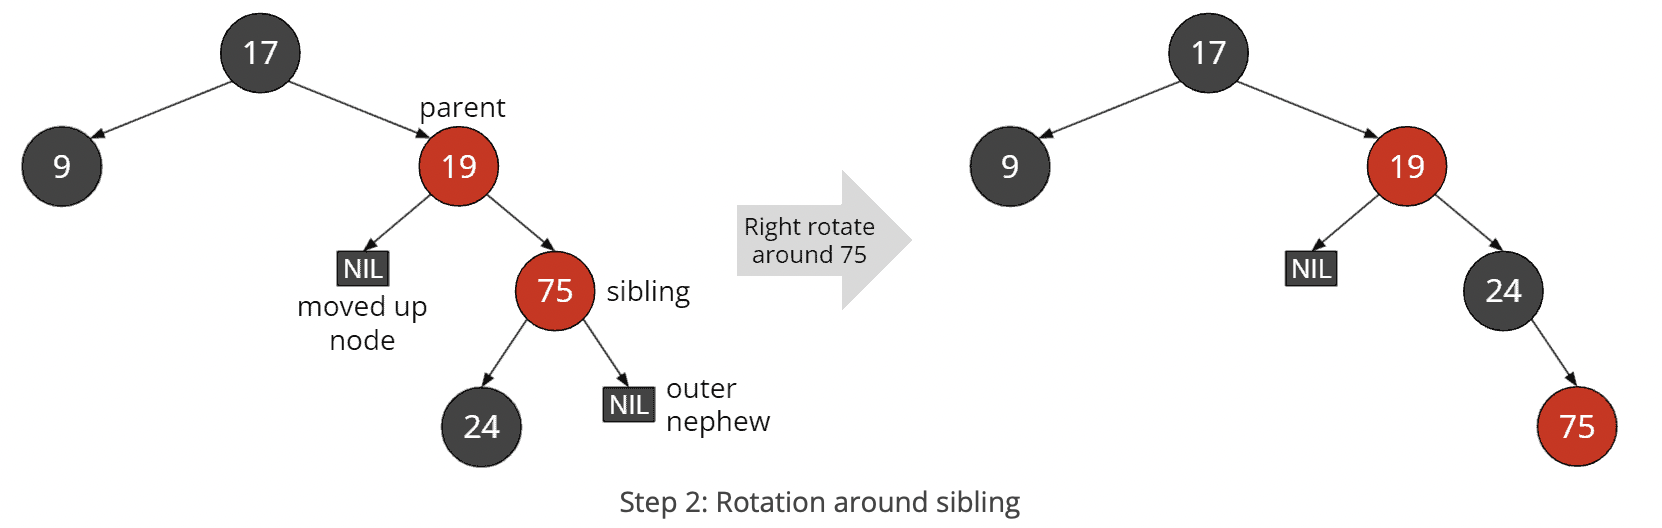 17
parent
9
19
NIL
moved up
node
75
sibling
24
NIL
outer
nephew
Right rotate
around 75
17
9
19
NIL
24
75
Step 2: Rotation around sibling